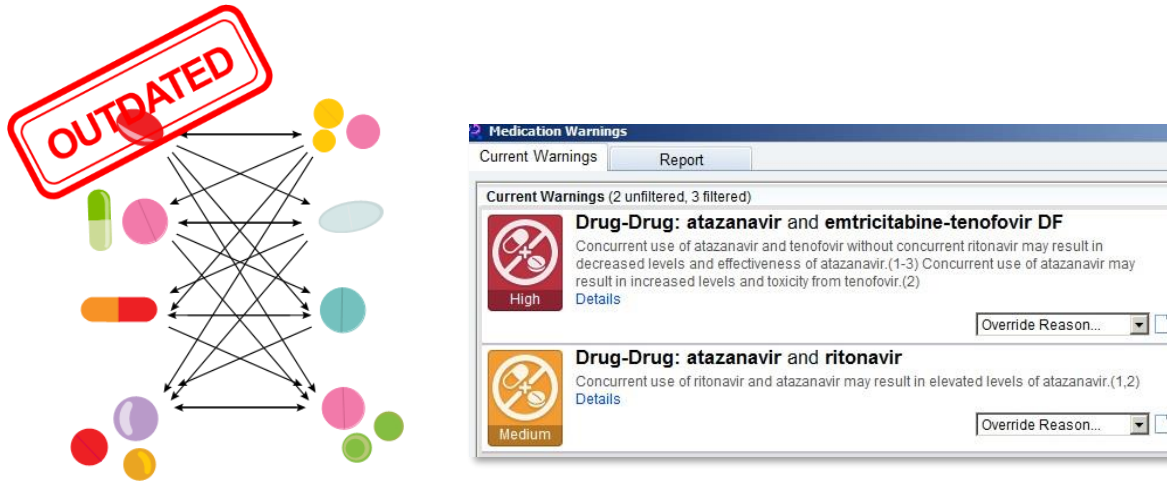 OUTDATED
Medication Warnings
Current Warnings
Report
Current Warnings (2 unfiltered, 3 filtered)
Drug-Drug: atazanavir and emtricitabine-tenofovir DF
Concurrent use of atazanavir and tenofovir without concurrent ritonavir may result in
decreased levels and effectiveness of atazanavir.(1-3) Concurrent use of atazanavir may
result in increased levels and toxicity from tenofovir.(2)
High
Details
Override Reason...
Drug-Drug: atazanavir and ritonavir
Concurrent use of ritonavir and atazanavir may result in elevated levels of atazanavir.(1,2)
Details
Medium
Override Reason...